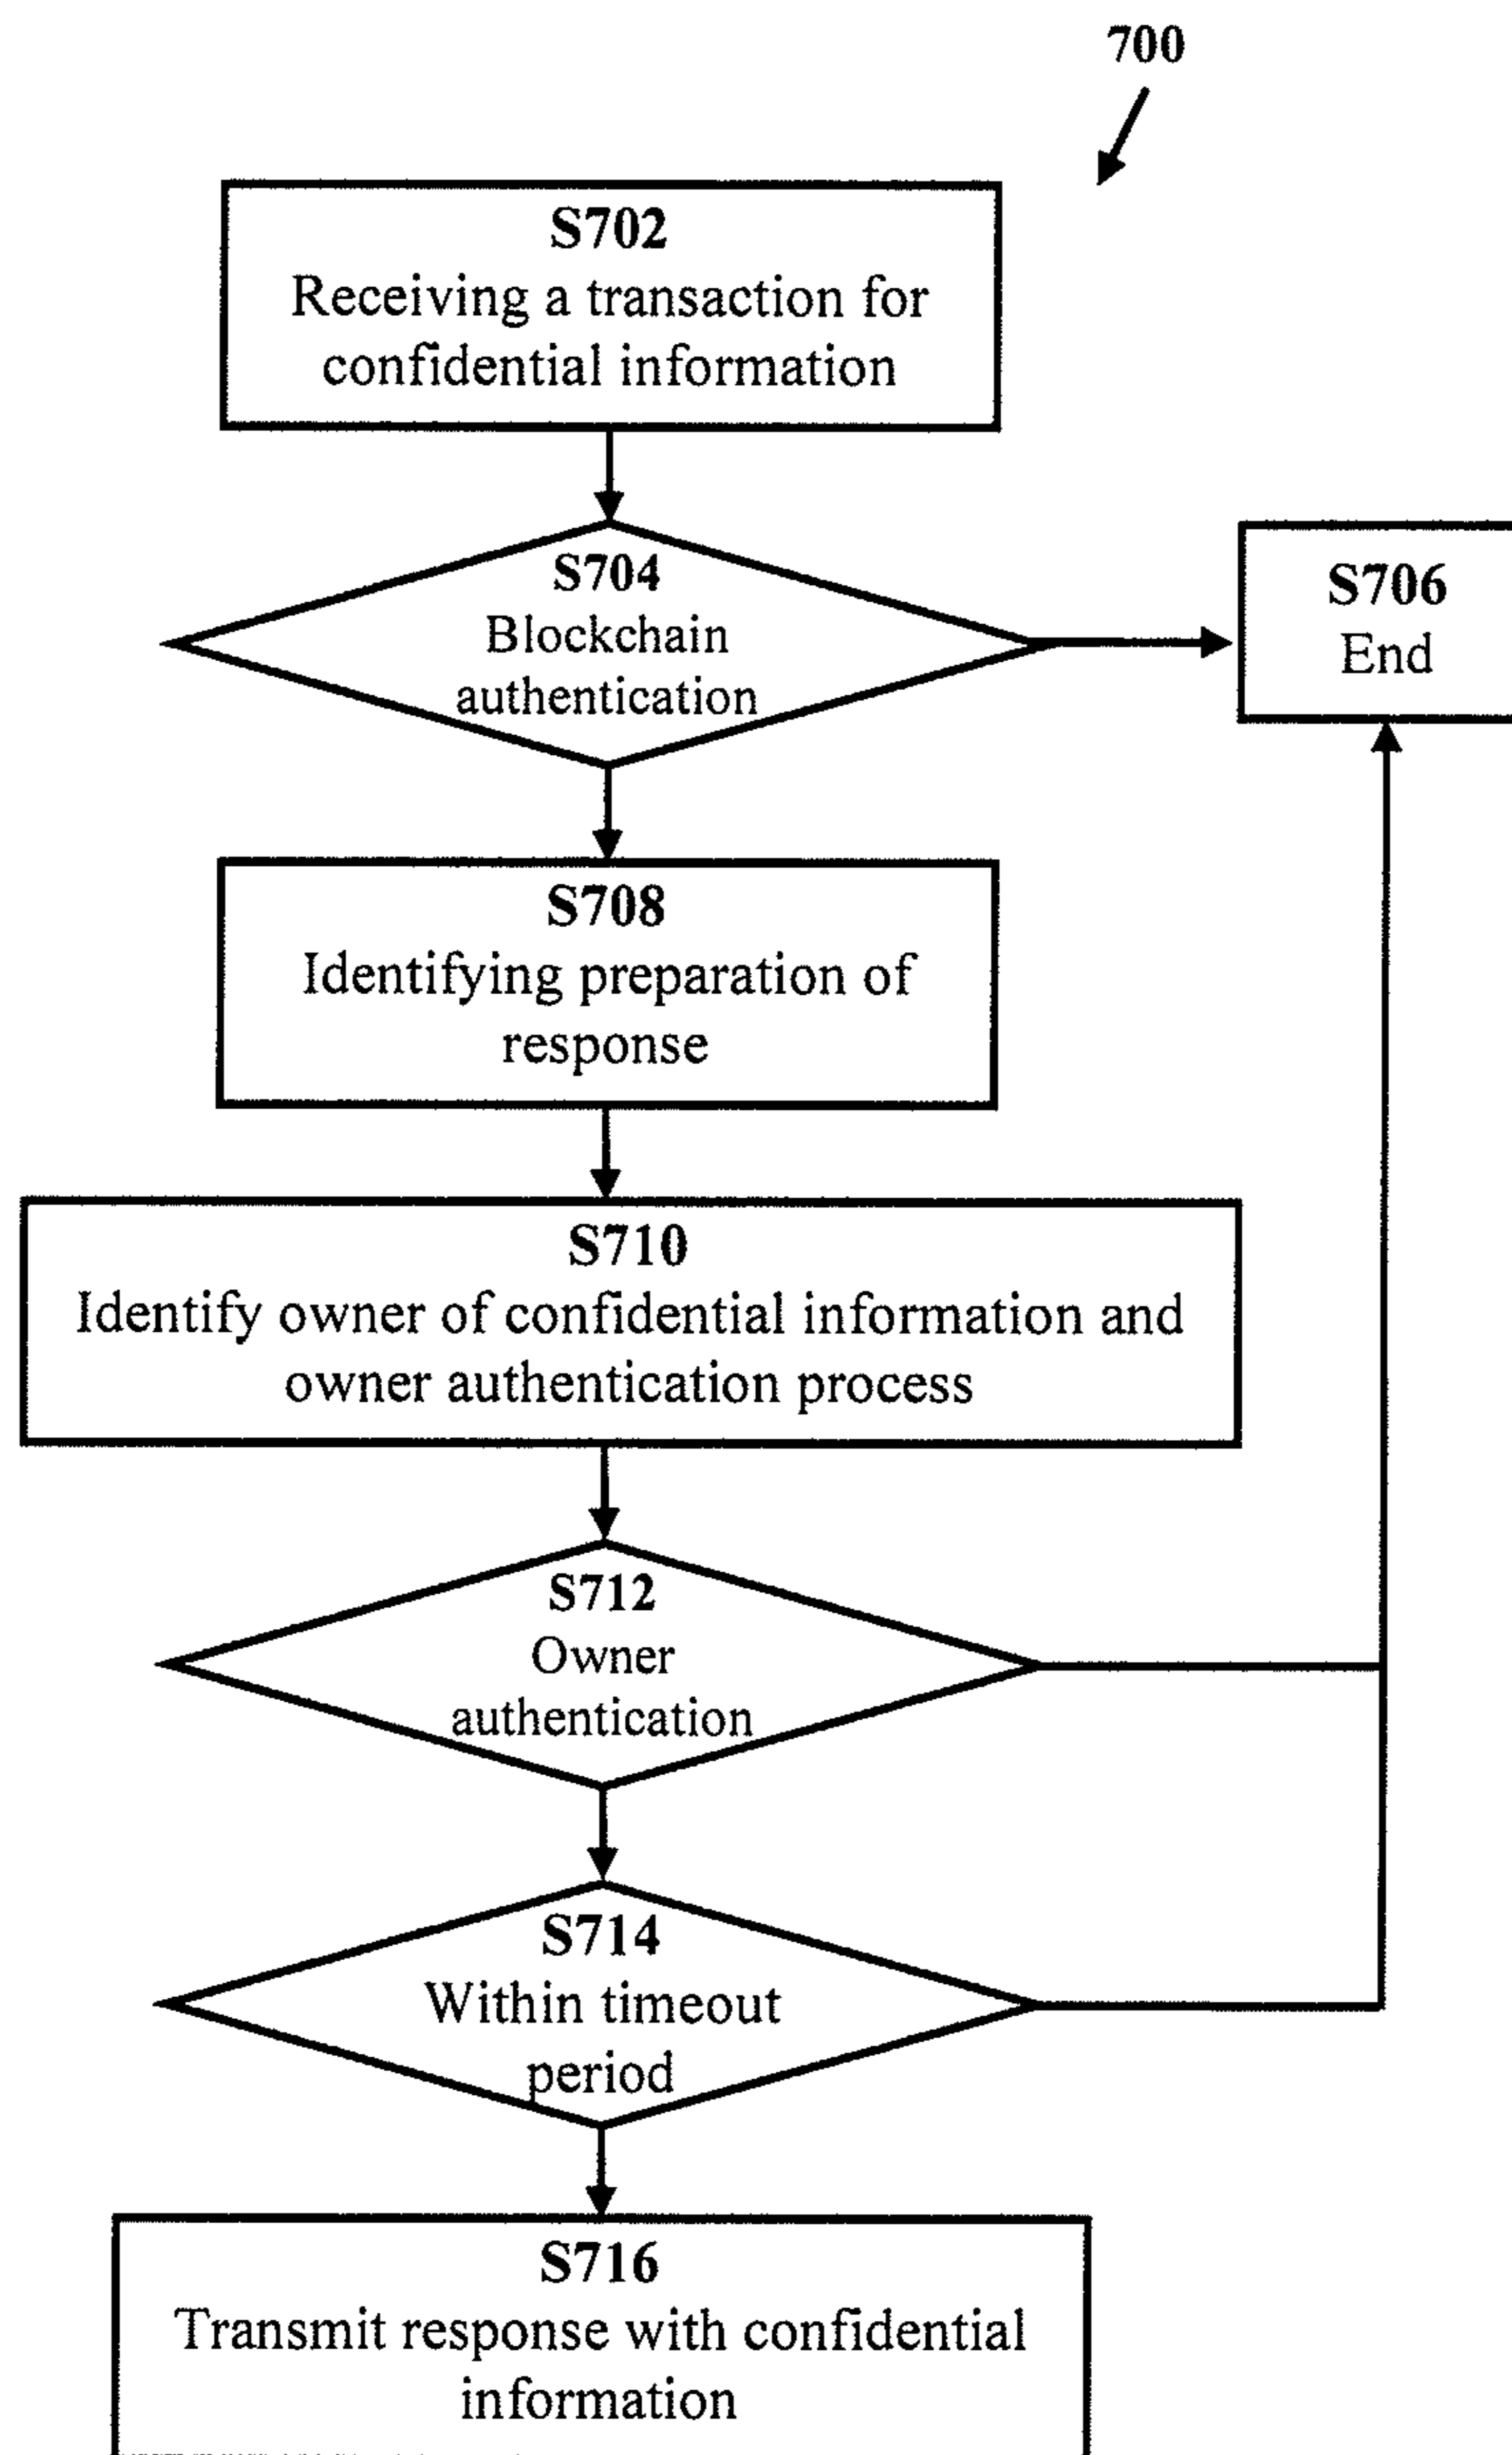 700
S702
Receiving a transaction for
confidential information
S704
Blockchain
authentication
S706
End
S708
Identifying preparation of
response
S710
Identify owner of confidential information and
owner authentication process
S712
Owner
authentication
S714
Within timeout
period
S716
Transmit response with confidential
information